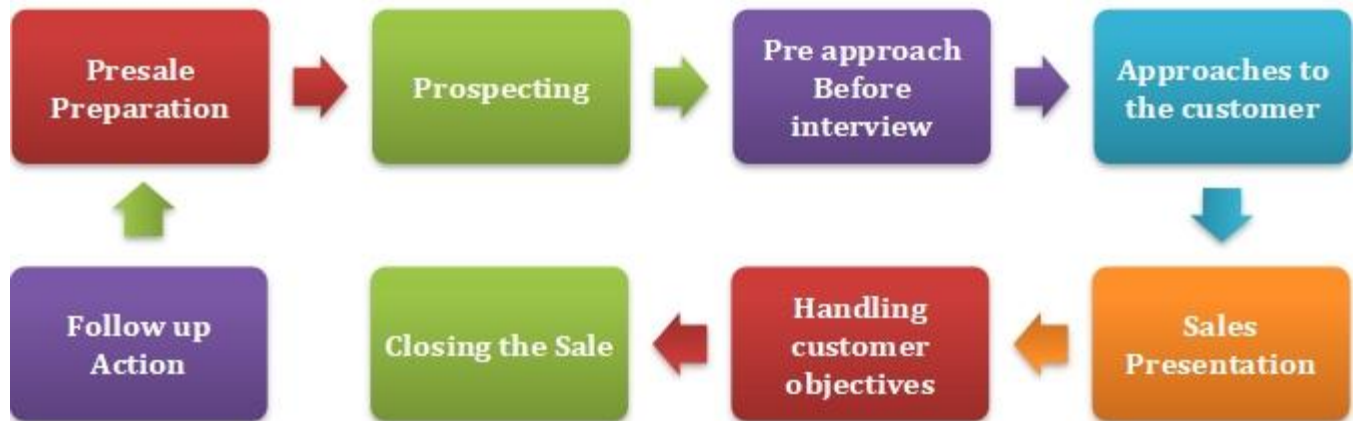 Presale
Preparation
Prospecting
Pre approach
Before
interview
Approaches to
the customer
Follow up
Action
Closing the Sale
Handling
customer
objectives
Sales
Presentation